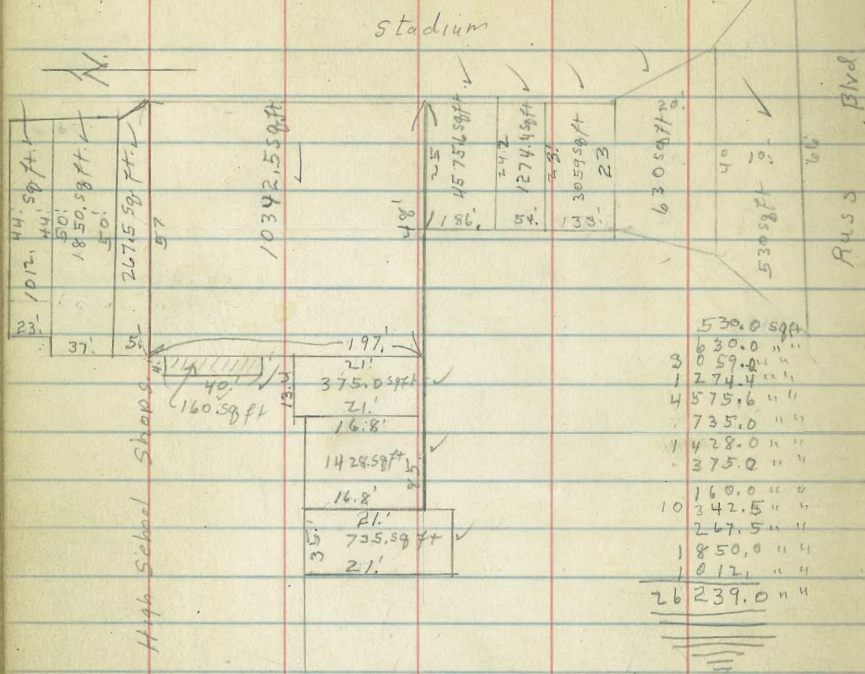 Stadium
N
Russ Blvd.
66'
23'
44'
1012. sq ft.
44'
50'
1850. sq ft.
50'
37'
267.5 sq ft.
5'
57
10342.5 sq ft
197'
48'
25
4575.6 sq ft
186'
24.2
1274.4 sq ft
54'
23'
3059 sq ft
23
133'
630 sq ft
20'
40
20'
530 sq ft
High School Shops
4'
40'
160 sq ft
13.4
21'
375.0 sq ft
21'
16.8'
1428. sq ft
85'
16.8'
21'
35'
735. sq ft
21'
530.0 sq ft
630.0 " "
3059.0 " "
1274.4 " "
4575.6 " "
735.0 " "
1428.0 " "
375.0 " "
160.0 " "
10342.5 " "
267.5 " "
1850.0 " "
1012. " "
26239.0 " "